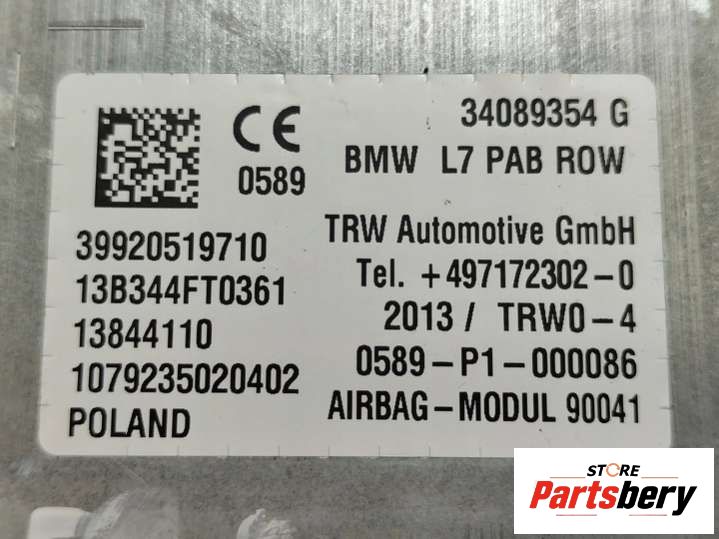 CE
0589
34089354 G
BMW L7 PAB ROW
39920519710
13B344FT0361
13844110
1079235020402
POLAND
TRW Automotive GmbH
Tel. +497172302-0
2013 / TRW0-4
0589-P1-000086
AIRBAG-MODUL 90041
STORE
Partsbery